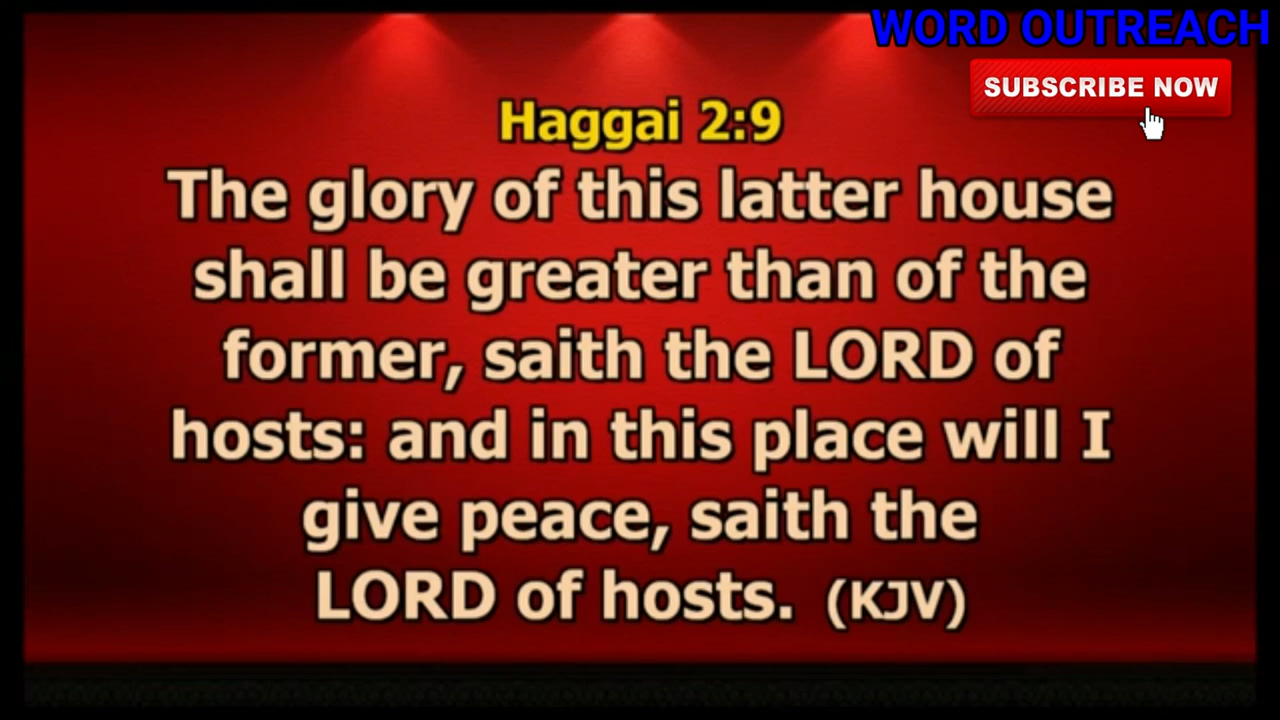 WORD OUTREACH
SUBSCRIBE NOW
Haggai 2:9
The glory of this latter house
shall be greater than of the
former, saith the LORD of
hosts: and in this place will I
give peace, saith the
LORD of hosts. (KJV)